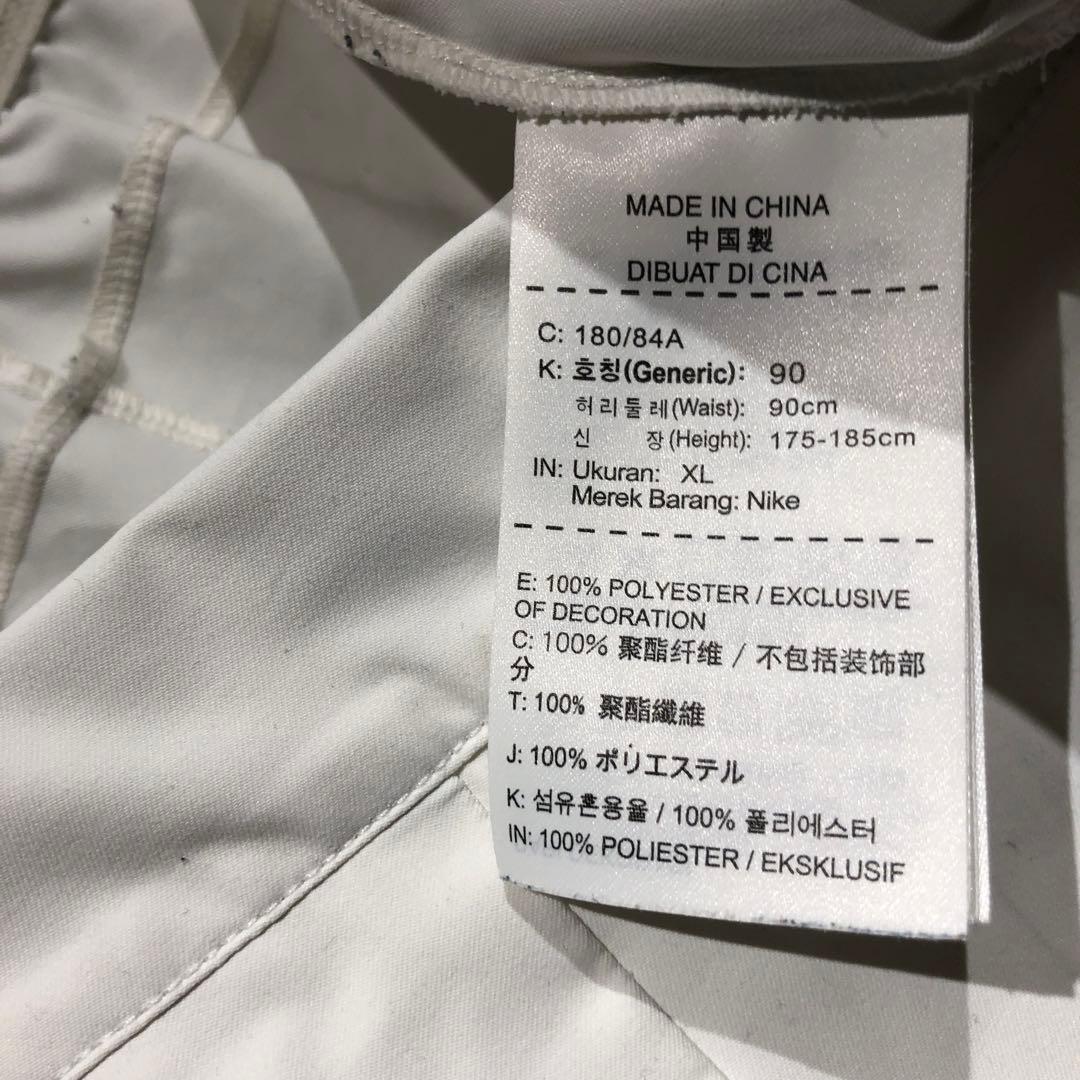 MADE IN CHINA
中国製
DIBUAT DI CINA
C: 180/84A
K: 호칭(Generic): 90
허리둘레(Waist): 90cm
신 장(Height): 175-185cm
IN: Ukuran: XL
Merek Barang: Nike
E: 100% POLYESTER / EXCLUSIVE
OF DECORATION
C: 100% 聚酯纤维 / 不包括装饰部
分
T: 100% 聚酯纖維
J: 100% ポリエステル
K: 섬유혼용율 / 100% 폴리에스터
IN: 100% POLIESTER / EKSKLUSIF